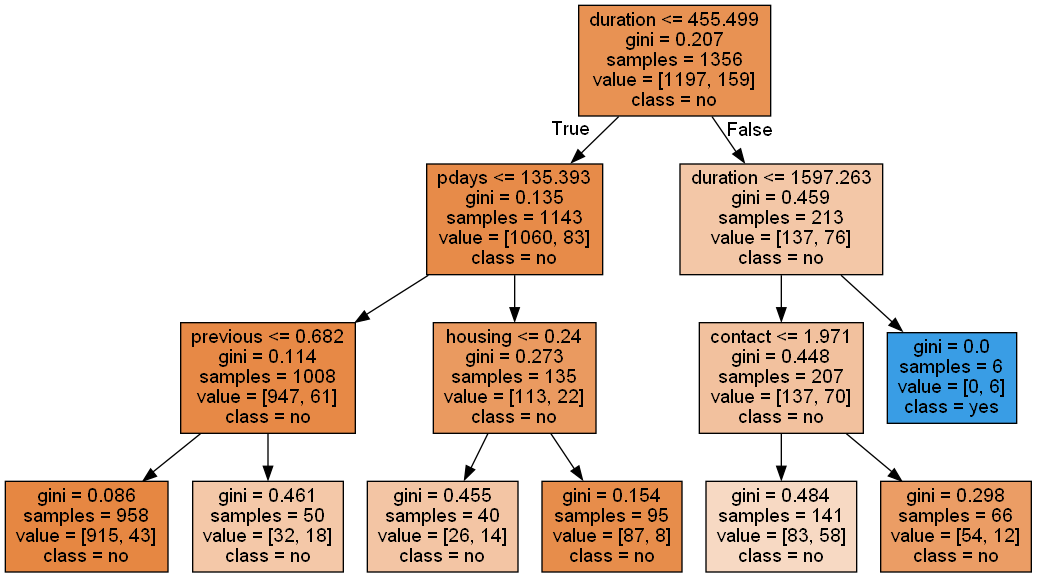 duration <= 455.499
gini = 0.207
samples = 1356
value = [1197, 159]
class = no
True
False
pdays <= 135.393
gini = 0.135
samples = 1143
value = [1060, 83]
class = no
duration <= 1597.263
gini = 0.459
samples = 213
value = [137, 76]
class = no
previous <= 0.682
gini = 0.114
samples = 1008
value = [947, 61]
class = no
housing <= 0.24
gini = 0.273
samples = 135
value = [113, 22]
class = no
contact <= 1.971
gini = 0.448
samples = 207
value = [137, 70]
class = no
gini = 0.0
samples = 6
value = [0, 6]
class = yes
gini = 0.086
samples = 958
value = [915, 43]
class = no
gini = 0.461
samples = 50
value = [32, 18]
class = no
gini = 0.455
samples = 40
value = [26, 14]
class = no
gini = 0.154
samples = 95
value = [87, 8]
class = no
gini = 0.484
samples = 141
value = [83, 58]
class = no
gini = 0.298
samples = 66
value = [54, 12]
class = no